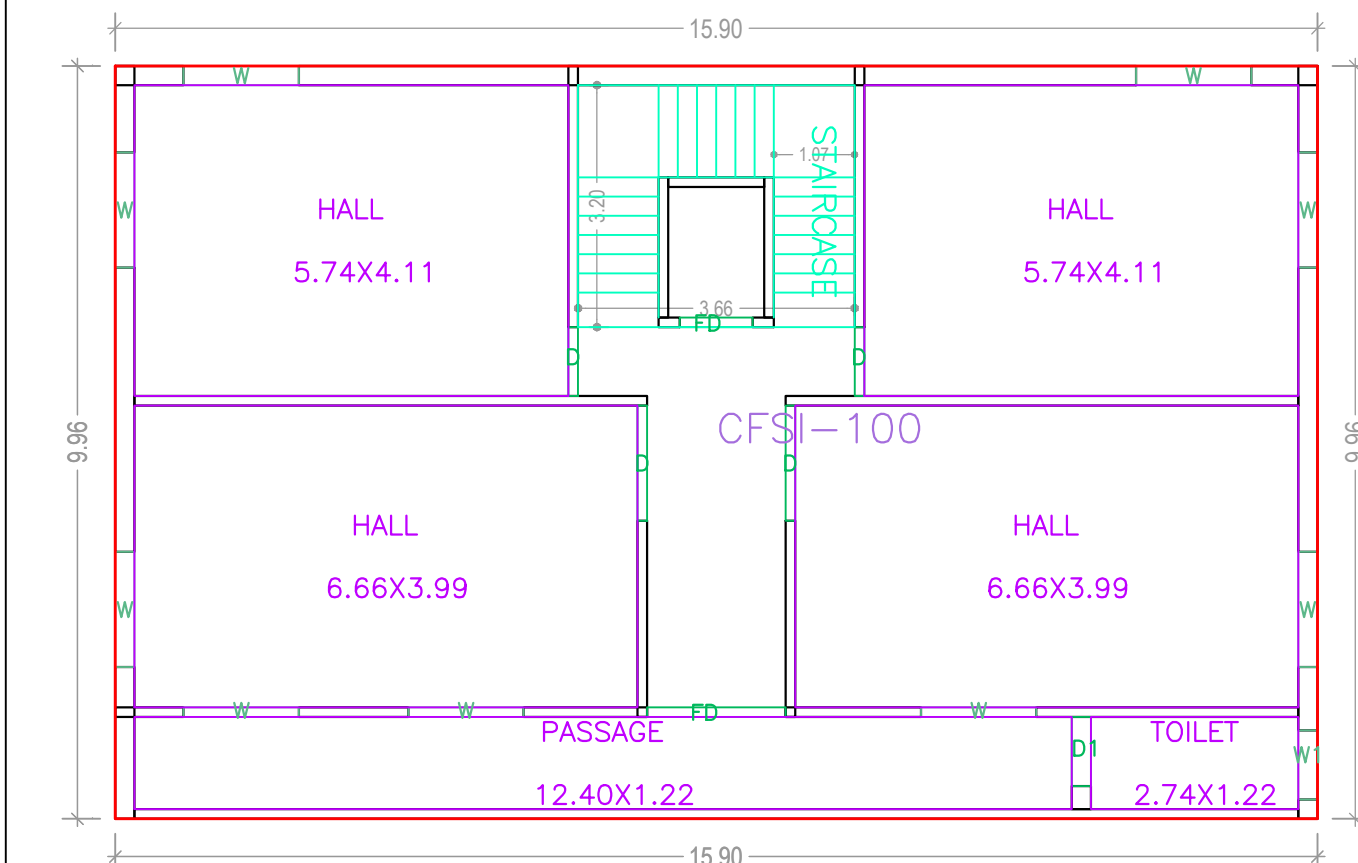 15.90
W
W
STAIRCASE
1.07
3.20
W
HALL
HALL
W
5.74X4.11
5.74X4.11
3.66
FD
D
D
9.96
CFSI-100
9.96
D
D
HALL
HALL
6.66X3.99
6.66X3.99
W
W
W
W
FD
W
PASSAGE
TOILET
D1
W1
12.40X1.22
2.74X1.22
15.90